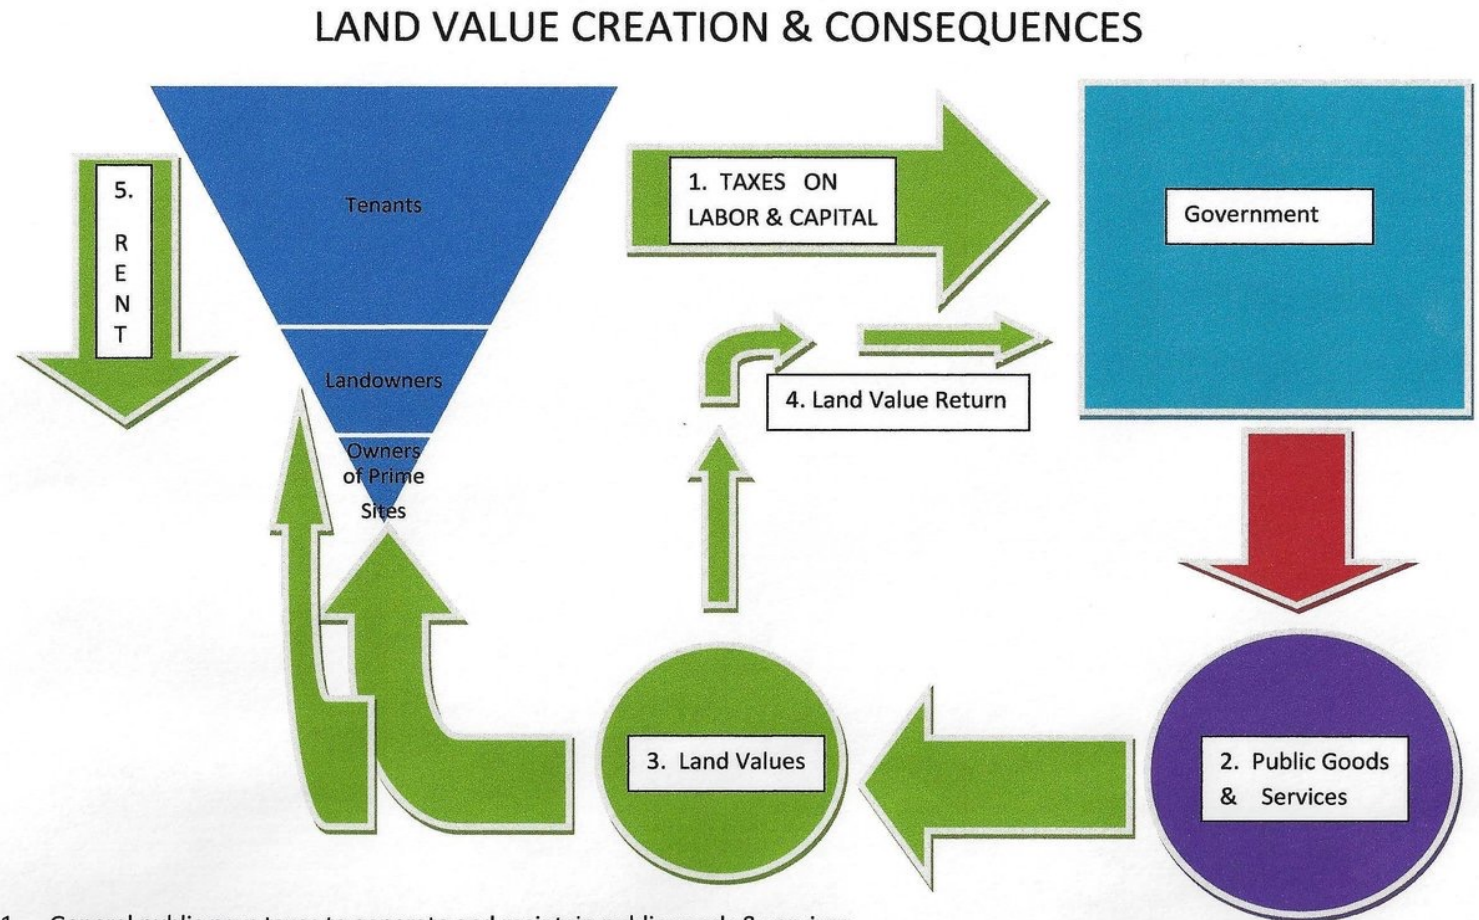 LAND VALUE CREATION & CONSEQUENCES
5.
R
E
N
T
Tenants
Landowners
Owners
of Prime
Sites
1. TAXES ON
LABOR & CAPITAL
Government
4. Land Value Return
3. Land Values
2. Public Goods
& Services